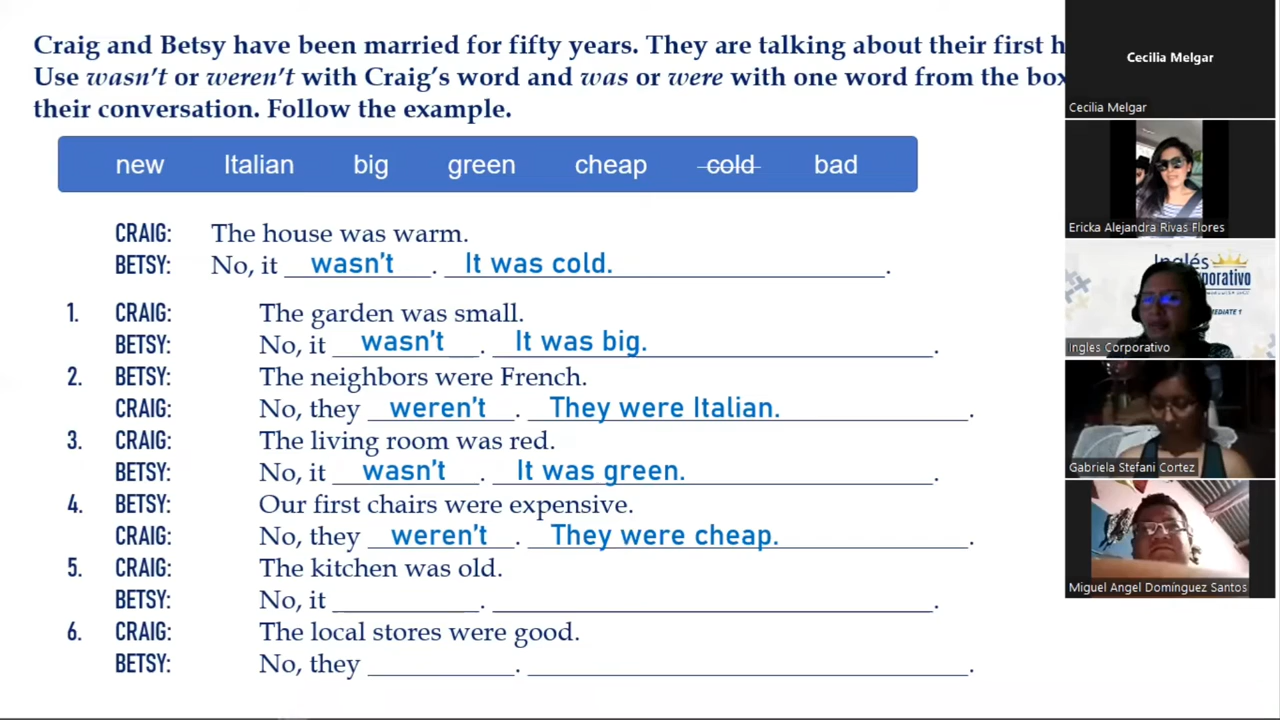 Craig and Betsy have been married for fifty years. They are talking about their first h
Use wasn't or weren't with Craig's word and was or were with one word from the box
their conversation. Follow the example.
new Italian big green cheap cold bad
CRAIG: The house was warm.
BETSY: No, it wasn't. It was cold.
1. CRAIG: The garden was small.
BETSY: No, it wasn't. It was big.
2. BETSY: The neighbors were French.
CRAIG: No, they weren't. They were Italian.
3. CRAIG: The living room was red.
BETSY: No, it wasn't. It was green.
4. BETSY: Our first chairs were expensive.
CRAIG: No, they weren't. They were cheap.
5. CRAIG: The kitchen was old.
BETSY: No, it ________. ________.
6. CRAIG: The local stores were good.
BETSY: No, they ________. ________.
Cecilia Melgar
Cecilia Melgar
Ericka Alejandra Rivas Flores
Inglés
porativo
MEDIATE 1
Ingles Corporativo
Gabriela Stefani Cortez
Miguel Angel Domínguez Santos